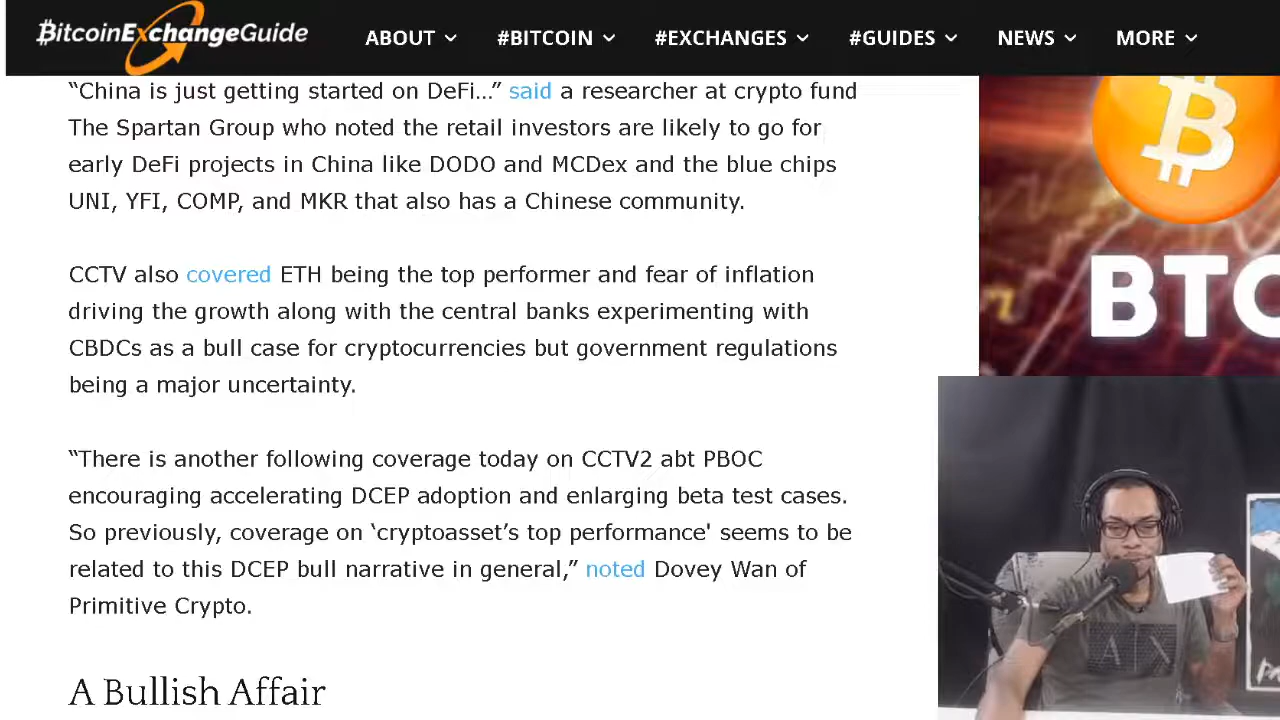 BitcoinExchangeGuide
ABOUT #BITCOIN #EXCHANGES #GUIDES NEWS MORE
“China is just getting started on DeFi...” said a researcher at crypto fund
The Spartan Group who noted the retail investors are likely to go for
early DeFi projects in China like DODO and MCDex and the blue chips
UNI, YFI, COMP, and MKR that also has a Chinese community.
CCTV also covered ETH being the top performer and fear of inflation
driving the growth along with the central banks experimenting with
CBDCs as a bull case for cryptocurrencies but government regulations
being a major uncertainty.
“There is another following coverage today on CCTV2 abt PBOC
encouraging accelerating DCEP adoption and enlarging beta test cases.
So previously, coverage on ‘cryptoasset’s top performance' seems to be
related to this DCEP bull narrative in general,” noted Dovey Wan of
Primitive Crypto.
A Bullish Affair
BTC
A|X